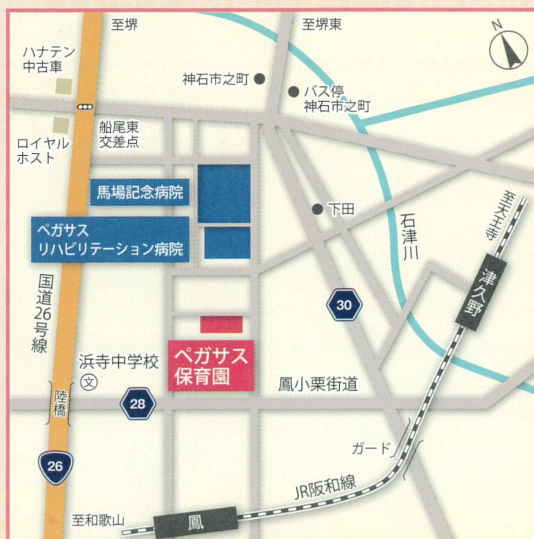 至堺
至堺東
N
ハナテン
中古車
神石市之町
バス停
神石市之町
ロイヤル
ホスト
船尾東
交差点
馬場記念病院
ペガサス
リハビリテーション病院
下田
石津川
至天王寺
津久野
国道26号線
30
ペガサス
保育園
浜寺中学校
文
陸橋
28
鳳小栗街道
26
ガード
JR阪和線
至和歌山
鳳